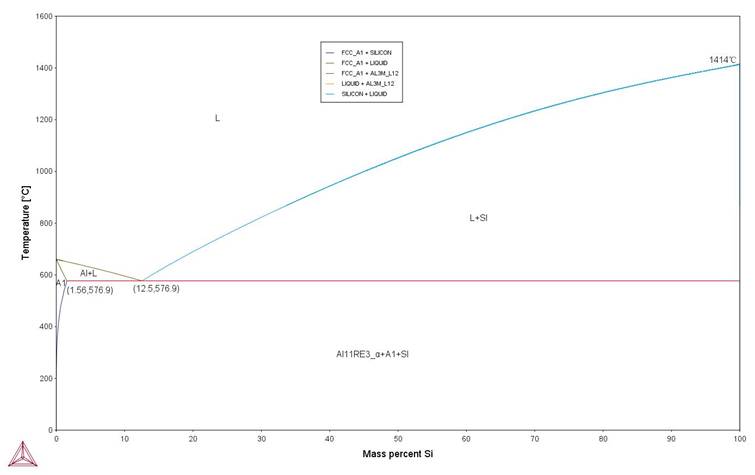 1600
1400
1200
1000
800
600
400
200
0
Temperature [°C]
FCC_A1 + SILICON
FCC_A1 + LIQUID
FCC_A1 + AL3M_L12
LIQUID + AL3M_L12
SILICON + LIQUID
1414℃
L
L+SI
Al+L
A1
(1.56,576.9)
(12.5,576.9)
Al11RE3_α+A1+SI
0 10 20 30 40 50 60 70 80 90 100
Mass percent Si